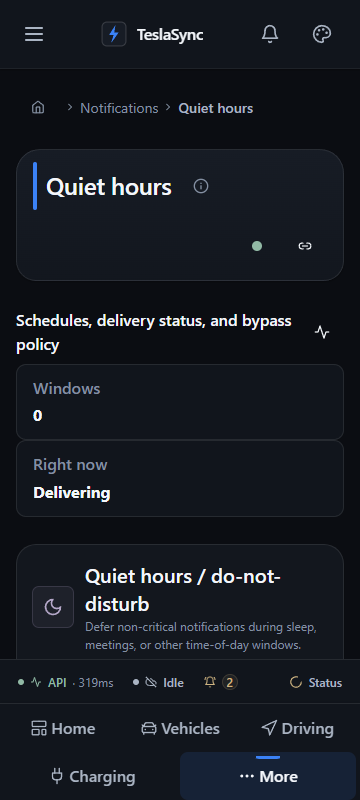 TeslaSync
Notifications
Quiet hours
Quiet hours
Schedules, delivery status, and bypass
policy
Windows
0
Right now
Delivering
Quiet hours / do-not-
disturb
Defer non-critical notifications during sleep,
meetings, or other time-of-day windows.
API · 319ms
Idle
2
Status
Home
Vehicles
Driving
Charging
More